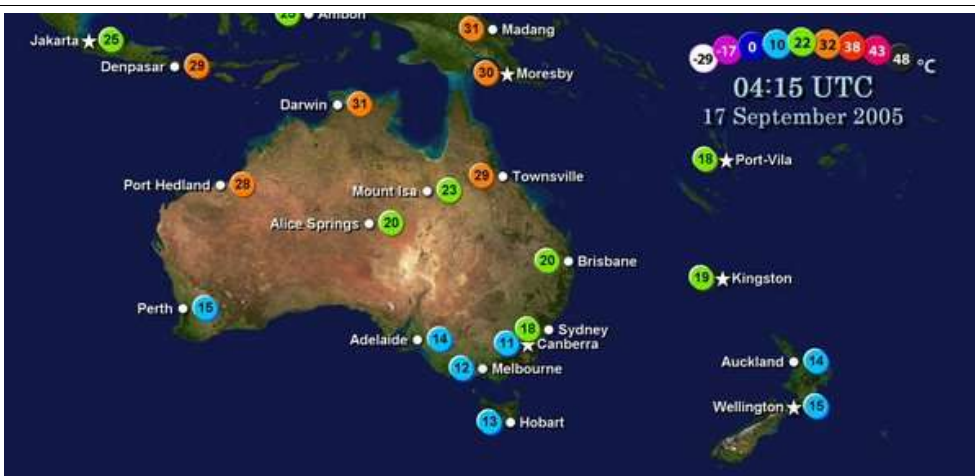 25 Ambon
Jakarta 25
31 Madang
-29 -17 0 10 22 32 38 43 48 °C
Denpasar 29
30 Moresby
04:15 UTC
17 September 2005
Darwin 31
18 Port-Vila
Port Hedland 28
29 Townsville
Mount Isa 23
Alice Springs 20
20 Brisbane
19 Kingston
Perth 15
18 Sydney
Adelaide 14
11 Canberra
12 Melbourne
Auckland 14
Wellington 15
13 Hobart